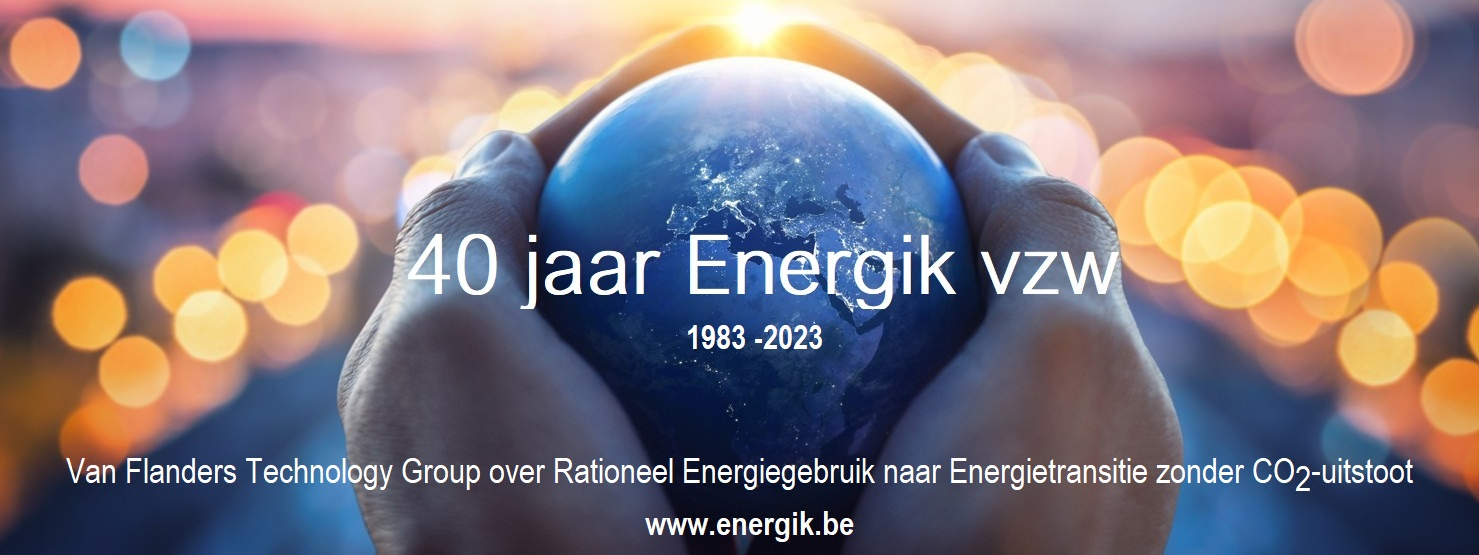 40 jaar Energik vzw
1983 -2023
Van Flanders Technology Group over Rationeel Energiegebruik naar Energietransitie zonder CO2-uitstoot
www.energik.be